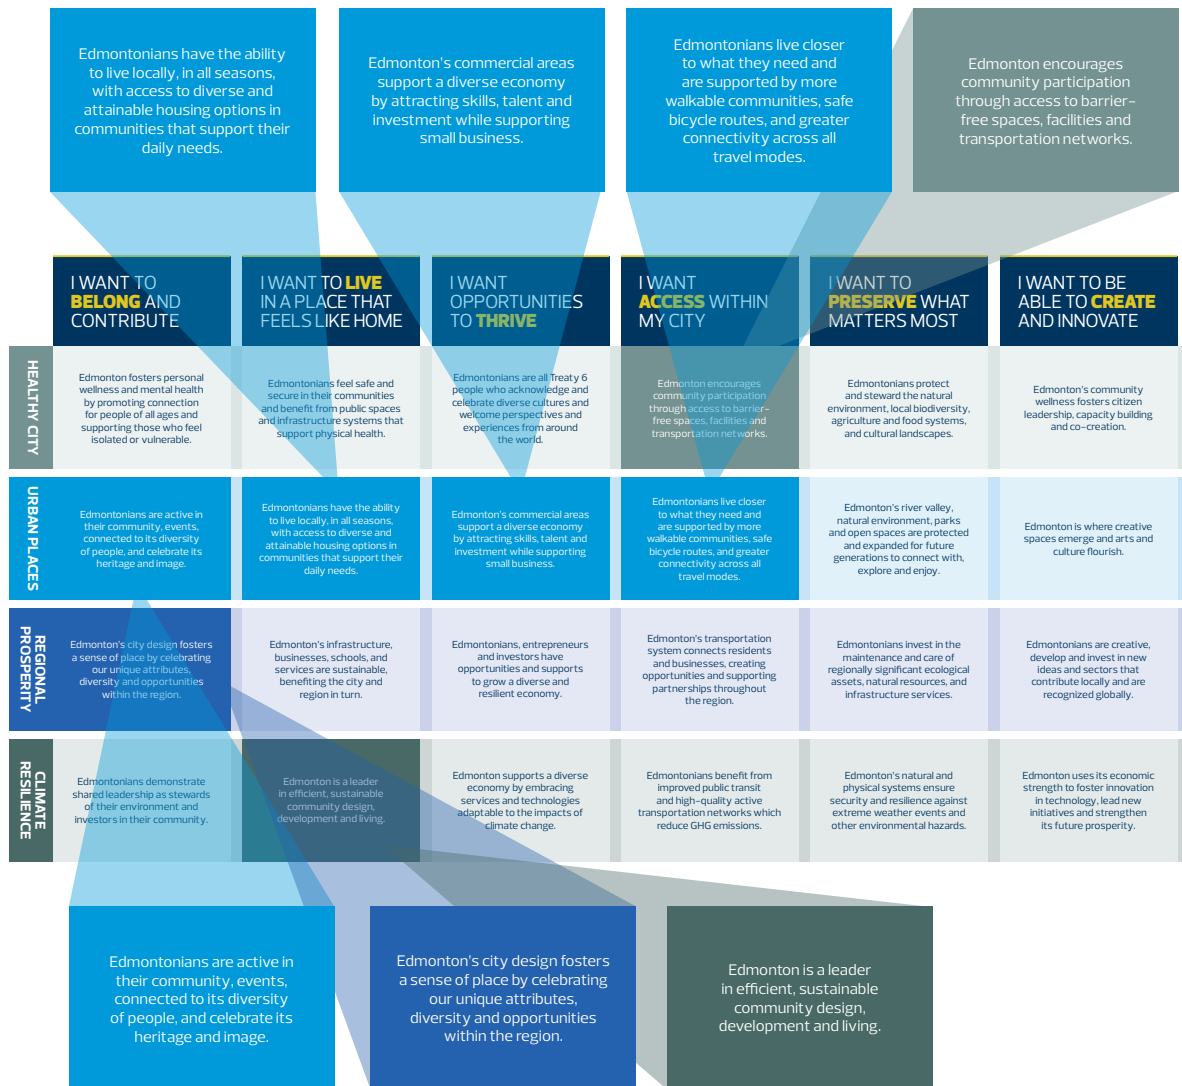 Edmontonians have the ability
to live locally, in all seasons,
with access to diverse and
attainable housing options in
communities that support their
daily needs.
Edmonton's commercial areas
support a diverse economy
by attracting skills, talent and
investment while supporting
small business.
Edmontonians live closer
to what they need and
are supported by more
walkable communities, safe
bicycle routes, and greater
connectivity across all
travel modes.
Edmonton encourages
community participation
through access to barrier-
free spaces, facilities and
transportation networks.
I WANT TO
BELONG AND
CONTRIBUTE
I WANT TO LIVE
IN A PLACE THAT
FEELS LIKE HOME
I WANT
OPPORTUNITIES
TO THRIVE
I WANT
ACCESS WITHIN
MY CITY
I WANT TO
PRESERVE WHAT
MATTERS MOST
I WANT TO BE
ABLE TO CREATE
AND INNOVATE
HEALTHY CITY
Edmonton fosters personal
wellness and mental health
by promoting connection
for people of all ages and
supporting those who feel
isolated or vulnerable.
Edmontonians feel safe and
secure in their communities
and benefit from public spaces
and infrastructure systems that
support physical health.
Edmontonians are all Treaty 6
people who acknowledge and
celebrate diverse cultures and
welcome perspectives and
experiences from around
the world.
Edmonton encourages
community participation
through access to barrier-
free spaces, facilities and
transportation networks.
Edmontonians protect
and steward the natural
environment, local biodiversity,
agriculture and food systems,
and cultural landscapes.
Edmonton's community
wellness fosters citizen
leadership, capacity building
and co-creation.
URBAN PLACES
Edmontonians are active in
their community, events,
connected to its diversity
of people, and celebrate its
heritage and image.
Edmontonians have the ability
to live locally, in all seasons,
with access to diverse and
attainable housing options in
communities that support their
daily needs.
Edmonton's commercial areas
support a diverse economy
by attracting skills, talent and
investment while supporting
small business.
Edmontonians live closer
to what they need and
are supported by more
walkable communities, safe
bicycle routes, and greater
connectivity across all
travel modes.
Edmonton's river valley,
natural environment, parks
and open spaces are protected
and expanded for future
generations to connect with,
explore and enjoy.
Edmonton is where creative
spaces emerge and arts and
culture flourish.
REGIONAL
PROSPERITY
Edmonton's city design fosters
a sense of place by celebrating
our unique attributes,
diversity and opportunities
within the region.
Edmonton's infrastructure,
businesses, schools, and
services are sustainable,
benefiting the city and
region in turn.
Edmontonians, entrepreneurs
and investors have
opportunities and supports
to grow a diverse and
resilient economy.
Edmonton's transportation
system connects residents
and businesses, creating
opportunities and supporting
partnerships throughout
the region.
Edmontonians invest in the
maintenance and care of
regionally significant ecological
assets, natural resources, and
infrastructure services.
Edmontonians are creative,
develop and invest in new
ideas and sectors that
contribute locally and are
recognized globally.
CLIMATE
RESILIENCE
Edmontonians demonstrate
shared leadership as stewards
of their environment and
investors in their community.
Edmonton is a leader
in efficient, sustainable
community design,
development and living.
Edmonton supports a diverse
economy by embracing
services and technologies
adaptable to the impacts of
climate change.
Edmontonians benefit from
improved public transit
and high-quality active
transportation networks which
reduce GHG emissions.
Edmonton's natural and
physical systems ensure
security and resilience against
extreme weather events and
other environmental hazards.
Edmonton uses its economic
strength to foster innovation
in technology, lead new
initiatives and strengthen
its future prosperity.
Edmontonians are active in
their community, events,
connected to its diversity
of people, and celebrate its
heritage and image.
Edmonton's city design fosters
a sense of place by celebrating
our unique attributes,
diversity and opportunities
within the region.
Edmonton is a leader
in efficient, sustainable
community design,
development and living.